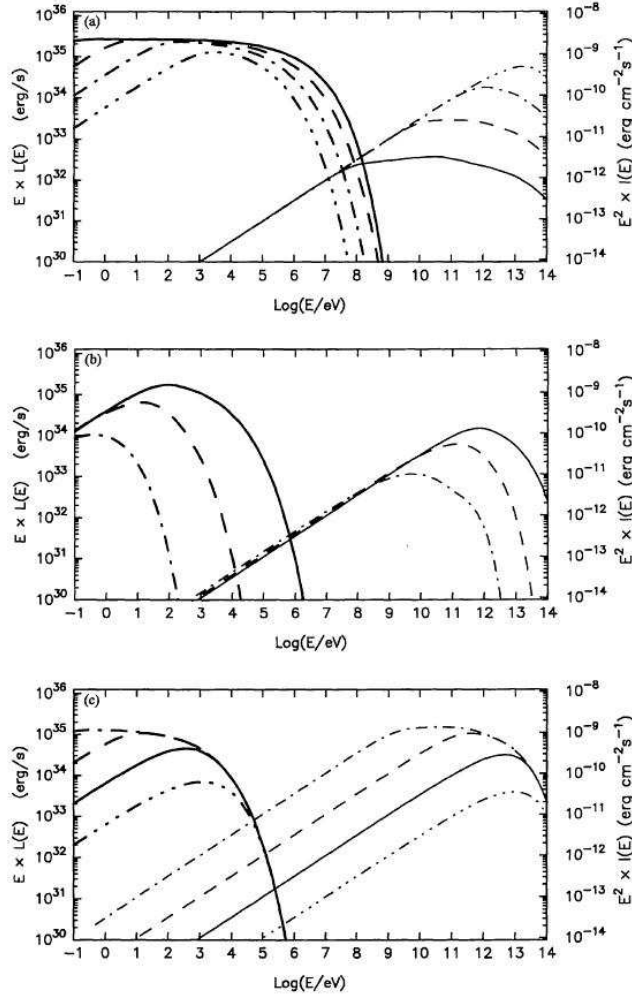 (a)
E × L(E) (erg/s)
10^36
10^35
10^34
10^33
10^32
10^31
10^30
10^-8
10^-9
10^-10
10^-11
10^-12
10^-13
10^-14
E^2 × I(E) (erg cm^-2 s^-1)
-1 0 1 2 3 4 5 6 7 8 9 10 11 12 13 14
Log(E/eV)
(b)
E × L(E) (erg/s)
10^36
10^35
10^34
10^33
10^32
10^31
10^30
10^-8
10^-9
10^-10
10^-11
10^-12
10^-13
10^-14
E^2 × I(E) (erg cm^-2 s^-1)
-1 0 1 2 3 4 5 6 7 8 9 10 11 12 13 14
Log(E/eV)
(c)
E × L(E) (erg/s)
10^36
10^35
10^34
10^33
10^32
10^31
10^30
10^-8
10^-9
10^-10
10^-11
10^-12
10^-13
10^-14
E^2 × I(E) (erg cm^-2 s^-1)
-1 0 1 2 3 4 5 6 7 8 9 10 11 12 13 14
Log(E/eV)